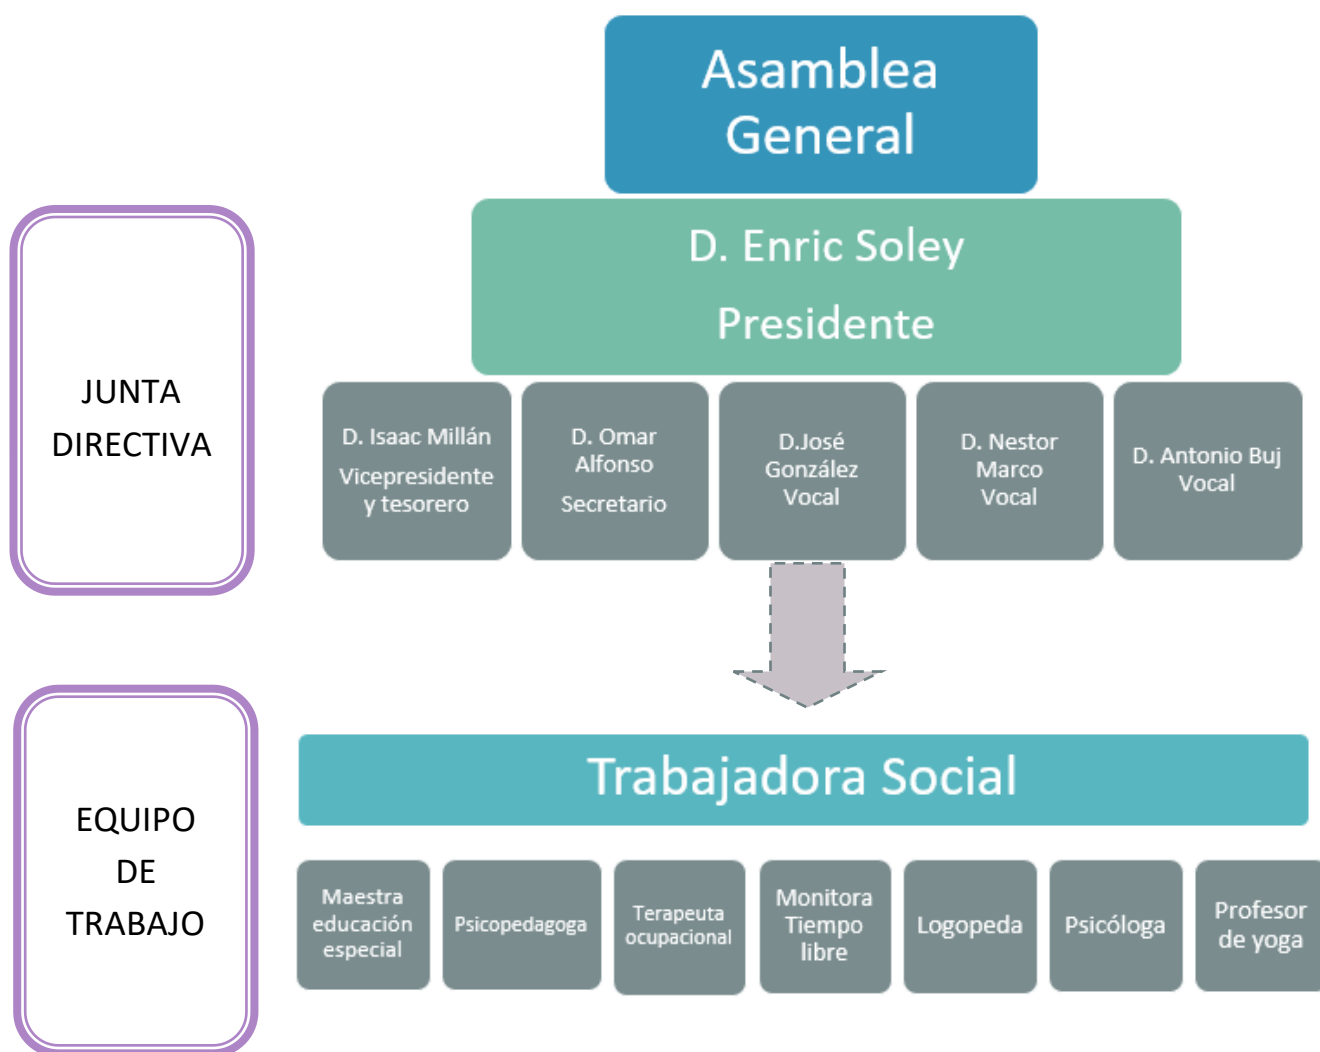 Asamblea
General
D. Enric Soley
Presidente
JUNTA
DIRECTIVA
D. Isaac Millán
Vicepresidente
y tesorero
D. Omar
Alfonso
Secretario
D.José
González
Vocal
D. Nestor
Marco
Vocal
D. Antonio Buj
Vocal
EQUIPO
DE
TRABAJO
Trabajadora Social
Maestra
educación
especial
Psicopedagoga
Terapeuta
ocupacional
Monitora
Tiempo
libre
Logopeda
Psicóloga
Profesor
de yoga